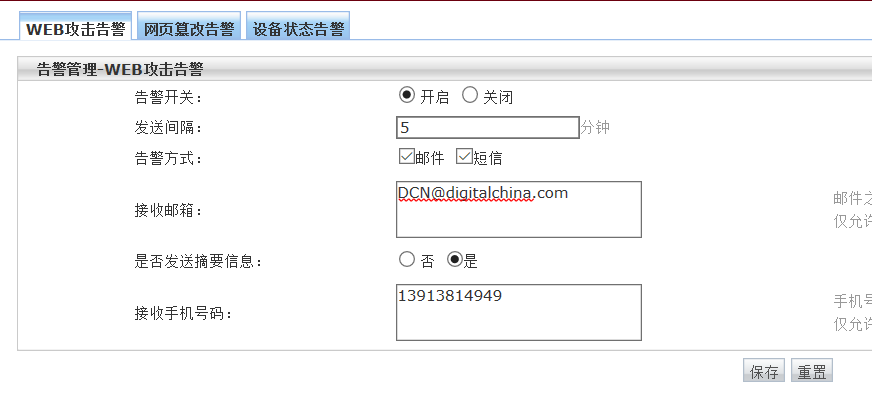 WEB攻击告警 网页篡改告警 设备状态告警
告警管理-WEB攻击告警
告警开关： 开启 关闭
发送间隔： 5 分钟
告警方式： 邮件 短信
接收邮箱： DCN@digitalchina.com 邮件之
仅允许
是否发送摘要信息： 否 是
接收手机号码： 13913814949 手机号
仅允许
保存 重置